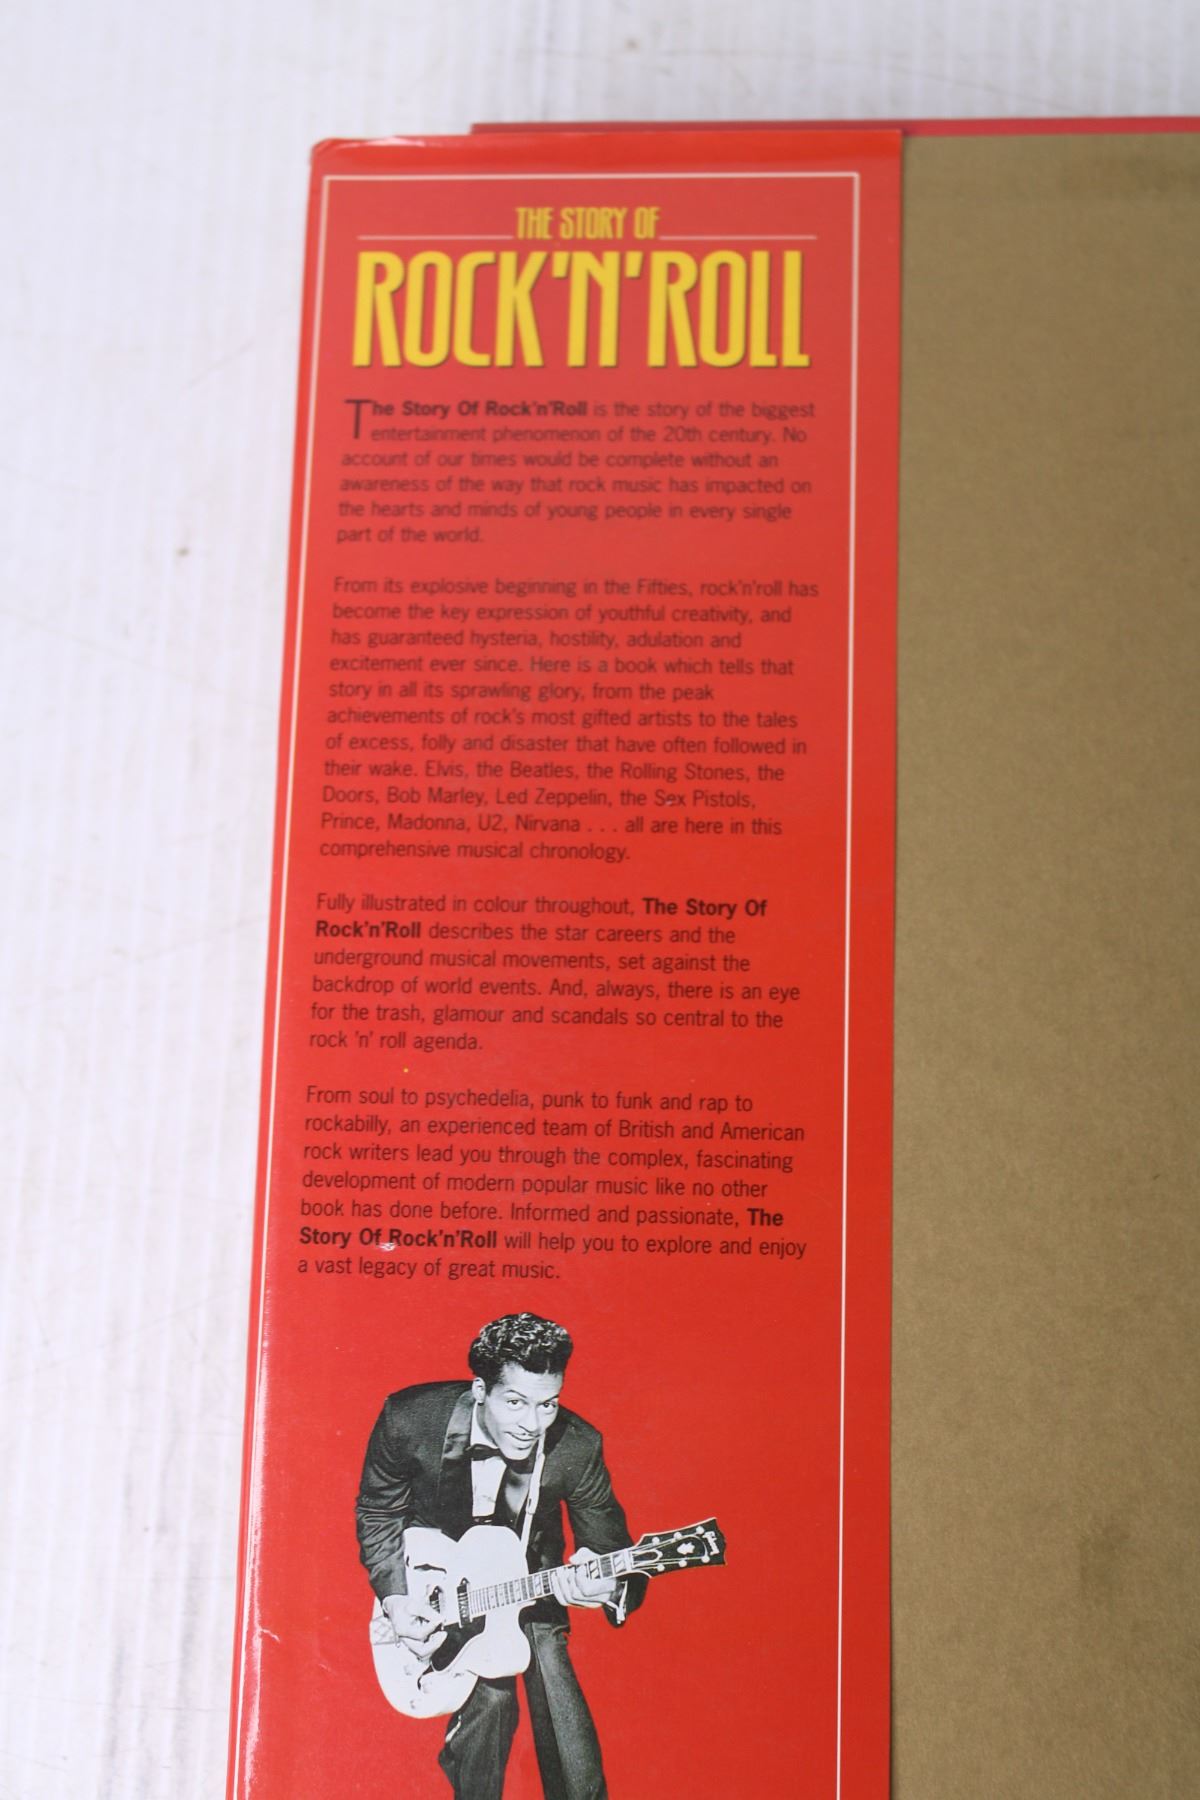 THE STORY OF
ROCK'N'ROLL
The Story Of Rock'n'Roll is the story of the biggest
entertainment phenomenon of the 20th century. No
account of our times would be complete without an
awareness of the way that rock music has impacted on
the hearts and minds of young people in every single
part of the world.
From its explosive beginning in the Fifties, rock'n'roll has
become the key expression of youthful creativity, and
has guaranteed hysteria, hostility, adulation and
excitement ever since. Here is a book which tells that
story in all its sprawling glory, from the peak
achievements of rock's most gifted artists to the tales
of excess, folly and disaster that have often followed in
their wake. Elvis, the Beatles, the Rolling Stones, the
Doors, Bob Marley, Led Zeppelin, the Sex Pistols,
Prince, Madonna, U2, Nirvana . . . all are here in this
comprehensive musical chronology.
Fully illustrated in colour throughout, The Story Of
Rock'n'Roll describes the star careers and the
underground musical movements, set against the
backdrop of world events. And, always, there is an eye
for the trash, glamour and scandals so central to the
rock 'n' roll agenda.
From soul to psychedelia, punk to funk and rap to
rockabilly, an experienced team of British and American
rock writers lead you through the complex, fascinating
development of modern popular music like no other
book has done before. Informed and passionate, The
Story Of Rock'n'Roll will help you to explore and enjoy
a vast legacy of great music.
Gibson